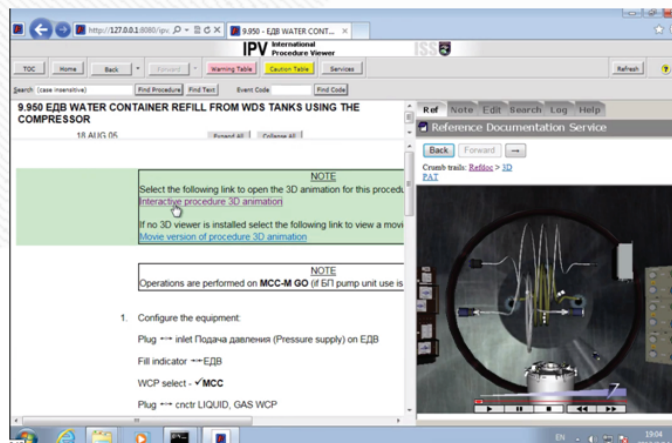 http://127.0.0.1:8080/ipv
9.950 - ЕДВ WATER CONT...
IPV International Procedure Viewer
ISS
TOC Home Back Forward Warning Table Caution Table Services Refresh
Search (case insensitive) Find Procedure Find Text Event Code Find Code
9.950 ЕДВ WATER CONTAINER REFILL FROM WDS TANKS USING THE
COMPRESSOR
18 AUG 05 Expand All Collapse All
NOTE
Select the following link to open the 3D animation for this procedu
Interactive procedure 3D animation
If no 3D viewer is installed select the following link to view a movi
Movie version of procedure 3D animation
NOTE
Operations are performed on MCC-M GO (if БП pump unit use is
1. Configure the equipment:
Plug ←→ inlet Подача давления (Pressure supply) on ЕДВ
Fill indicator →←ЕДВ
WCP select - ✓MCC
Plug ←→ cnctr LIQUID, GAS WCP
Ref Note Edit Search Log Help
Reference Documentation Service
Back Forward →
Crumb trails: Refdoc > 3D
PAT
EN 19:04